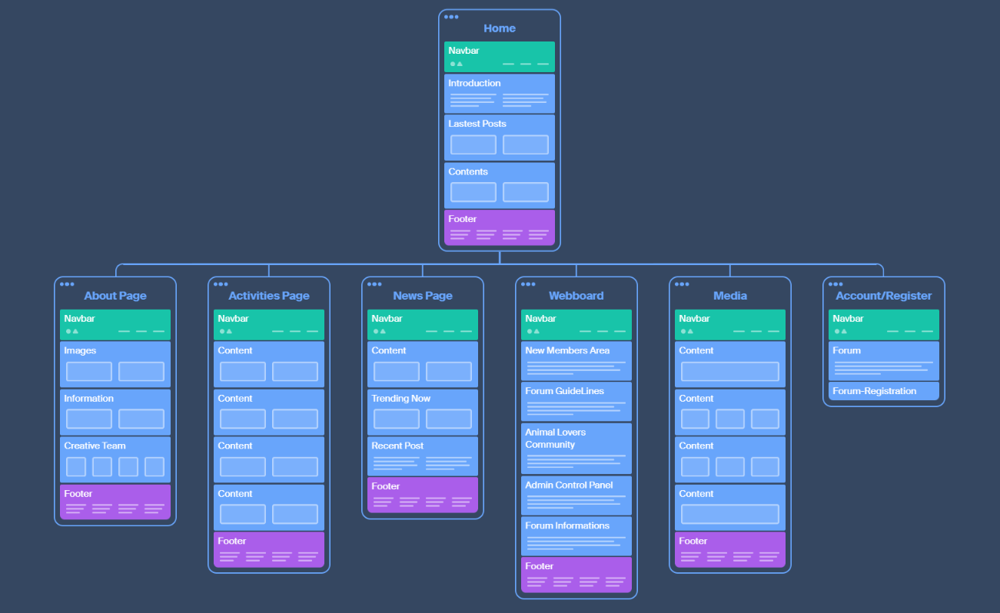 Home
Navbar
Introduction
Lastest Posts
Contents
Footer
About Page
Navbar
Images
Information
Creative Team
Footer
Activities Page
Navbar
Content
Content
Content
Content
Footer
News Page
Navbar
Content
Trending Now
Recent Post
Footer
Webboard
Navbar
New Members Area
Forum GuideLines
Animal Lovers
Community
Admin Control Panel
Forum Informations
Footer
Media
Navbar
Content
Content
Content
Content
Footer
Account/Register
Navbar
Forum
Forum-Registration